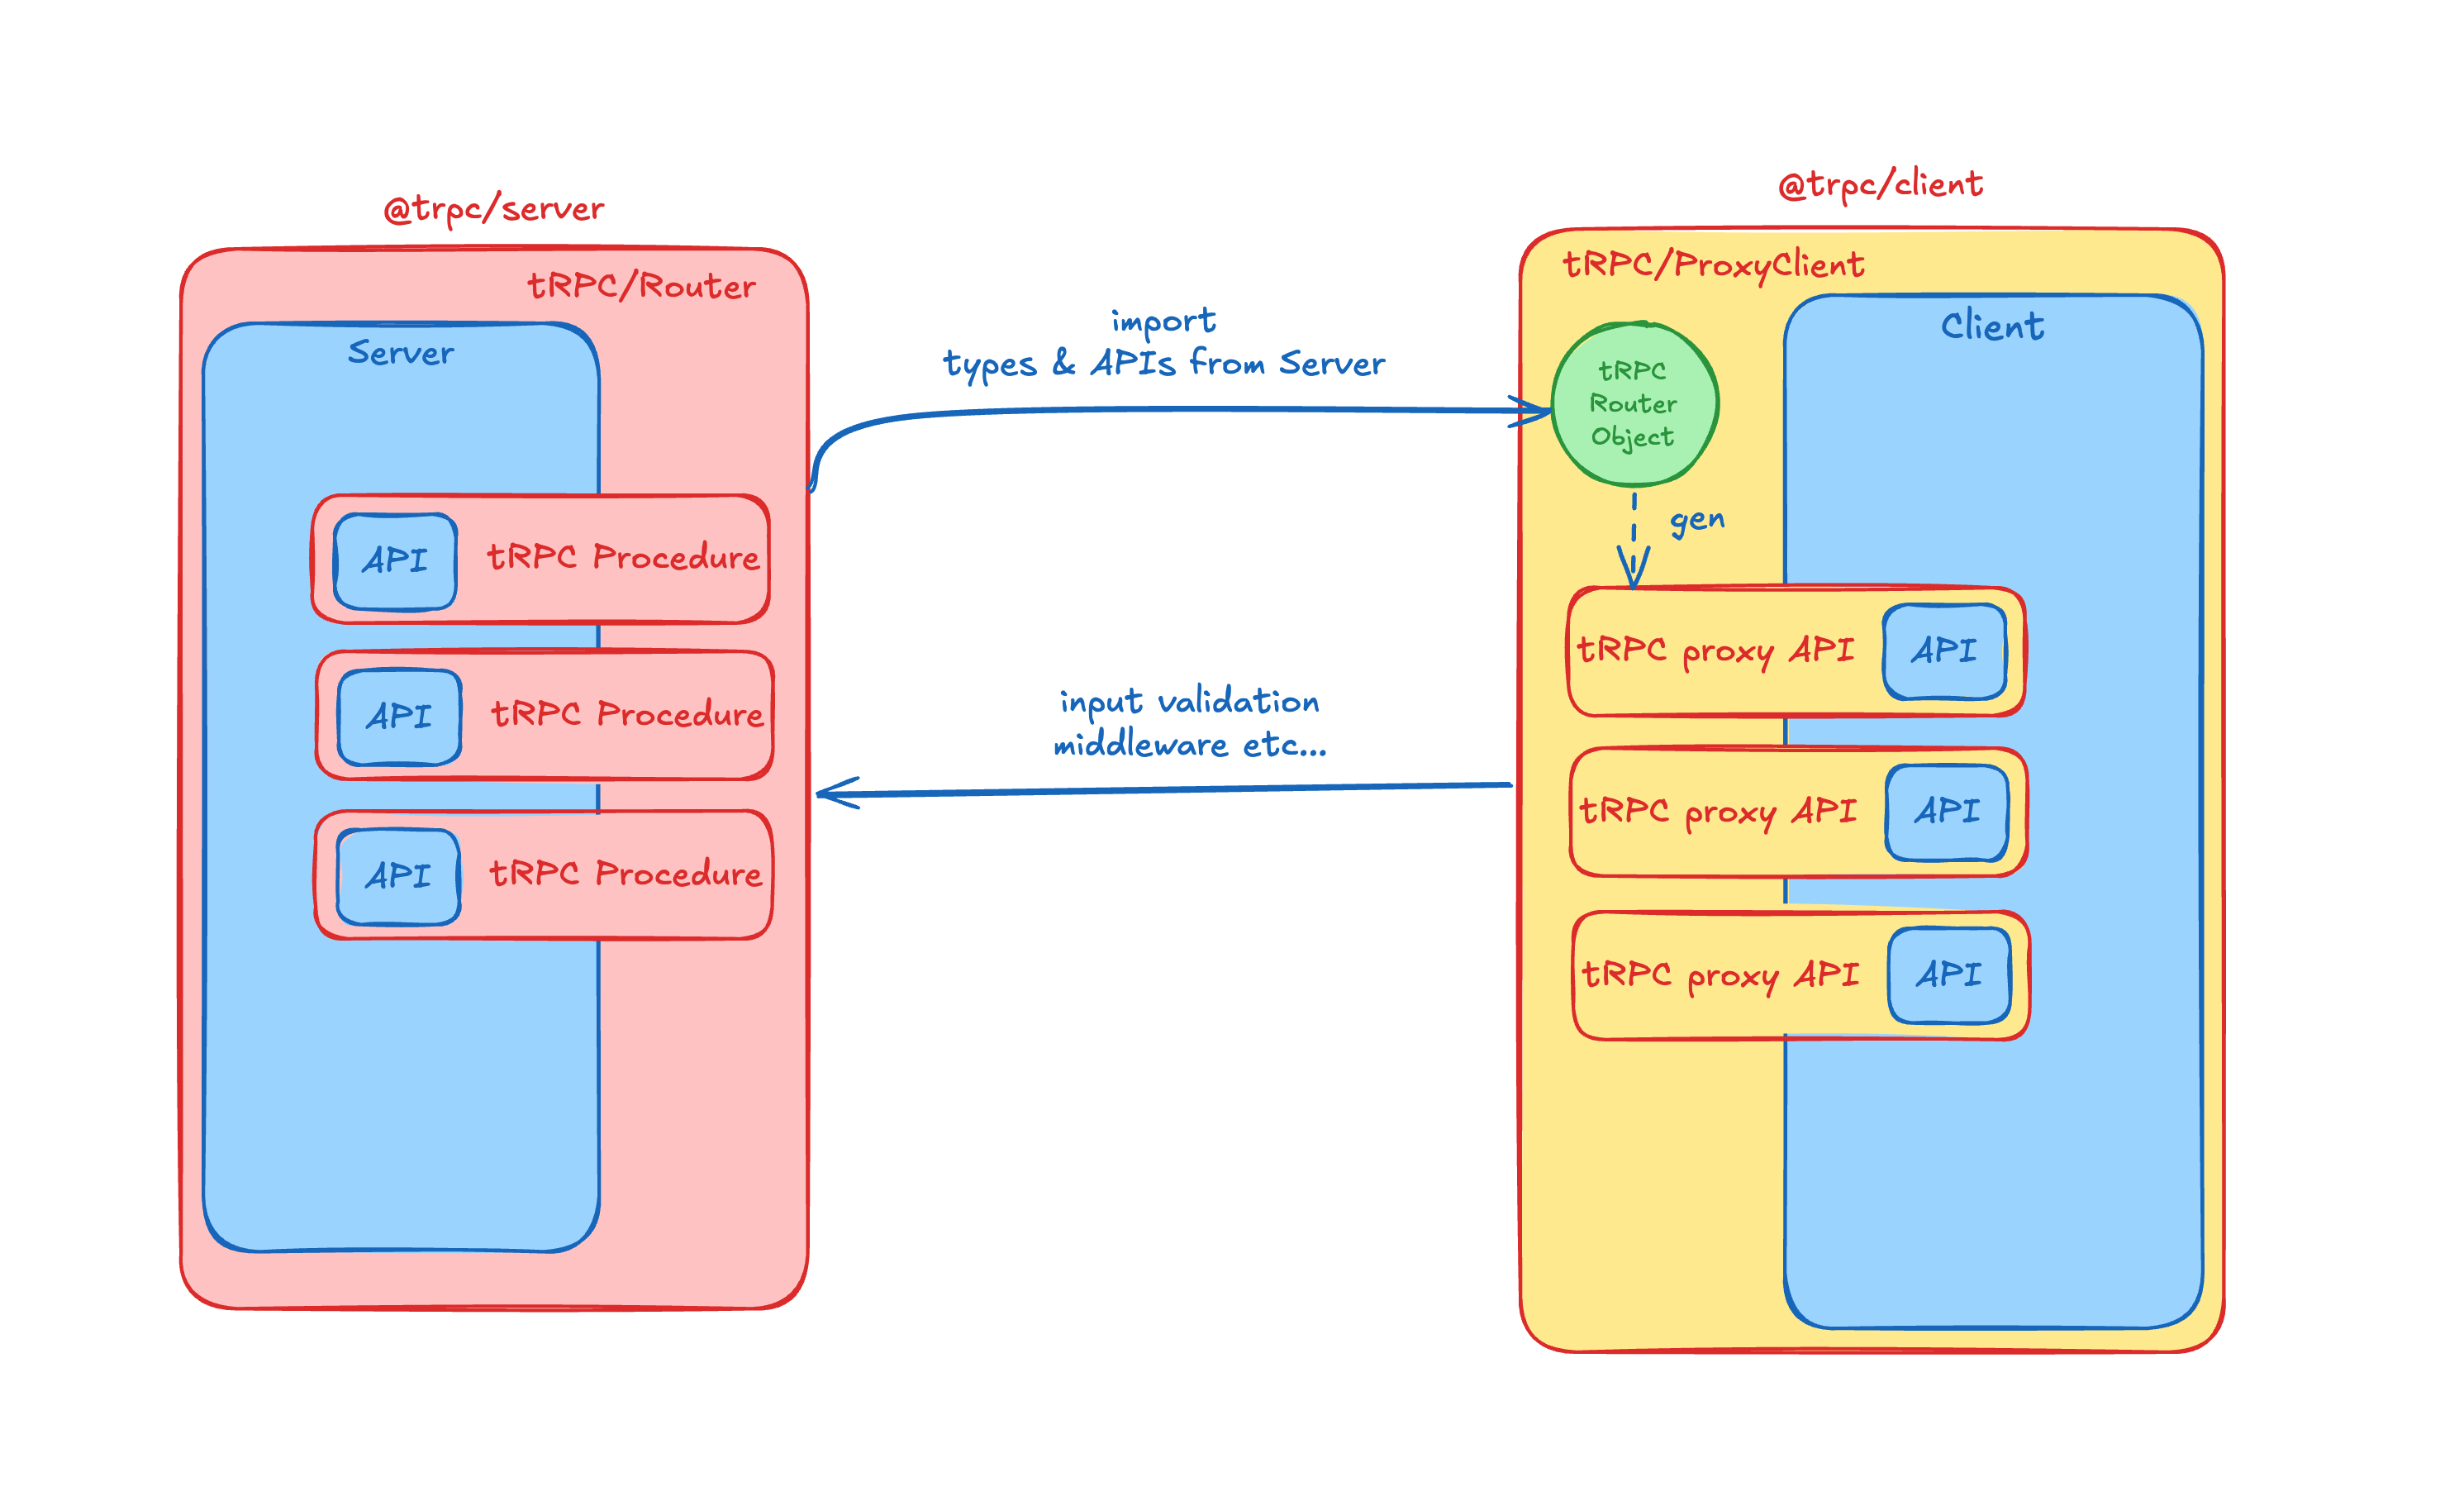 @trpc/server
tRPC/Router
Server
API
tRPC Procedure
API
tRPC Procedure
API
tRPC Procedure
import
types & APIs from Server
input validation
middleware etc...
@trpc/client
tRPC/ProxyClient
Client
tRPC
Router
Object
gen
tRPC proxy API
API
tRPC proxy API
API
tRPC proxy API
API